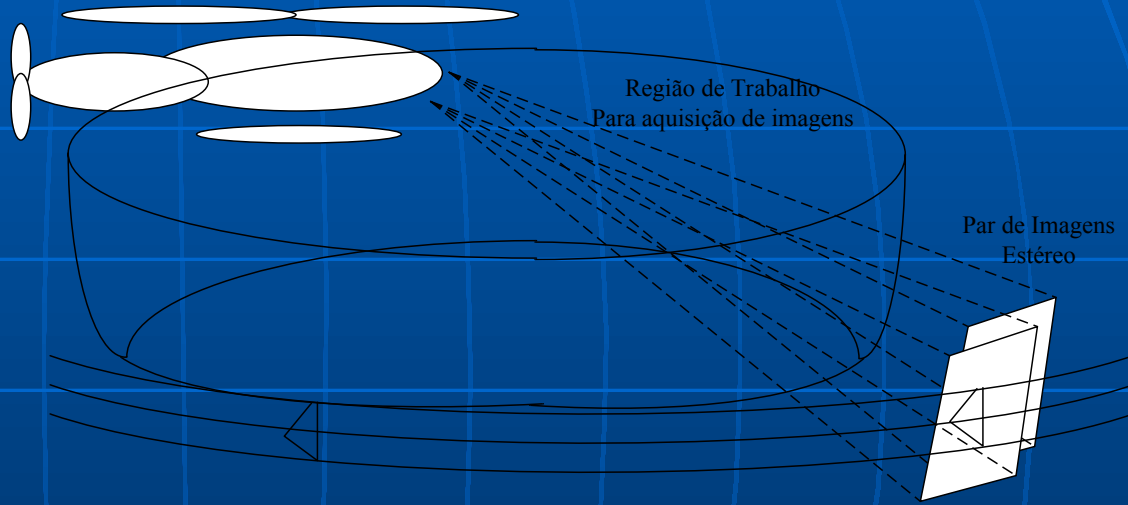 Região de Trabalho
Para aquisição de imagens
Par de Imagens
Estéreo